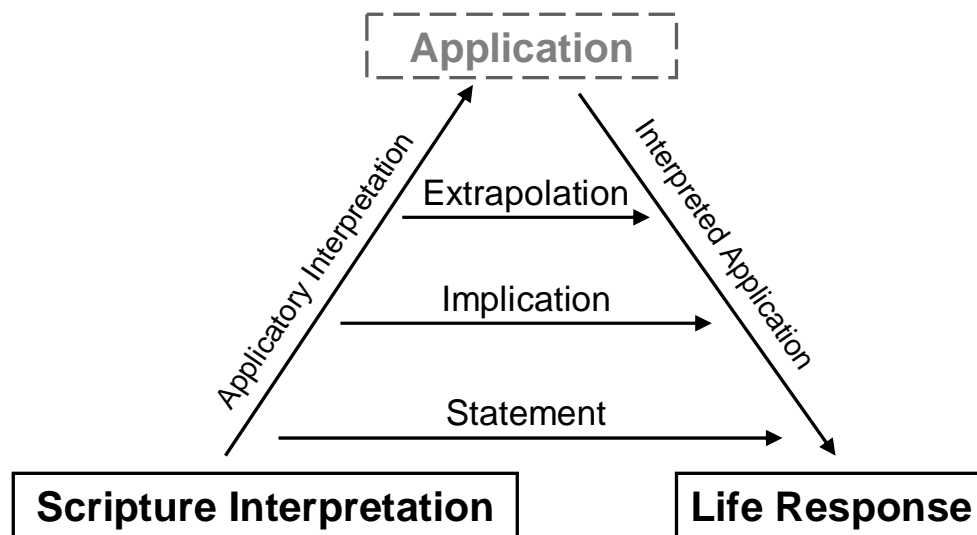 Application
Applicatory Interpretation
Interpreted Application
Extrapolation
Implication
Statement
Scripture Interpretation
Life Response